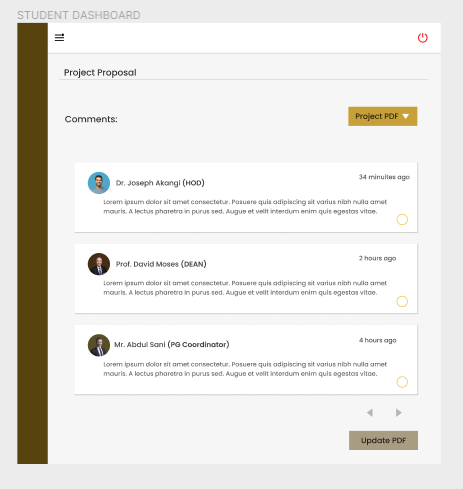 STUDENT DASHBOARD
Project Proposal
Comments:
Project PDF
Dr. Joseph Akangi (HOD)
34 minuites ago
Lorem ipsum dolor sit amet consectetur. Posuere quis adipiscing sit varius nibh nulla amet
mauris. A lectus pharetra in purus sed. Augue et velit interdum enim quis egestas vitae.
Prof. David Moses (DEAN)
2 hours ago
Lorem ipsum dolor sit amet consectetur. Posuere quis adipiscing sit varius nibh nulla amet
mauris. A lectus pharetra in purus sed. Augue et velit interdum enim quis egestas vitae.
Mr. Abdul Sani (PG Coordinator)
4 hours ago
Lorem ipsum dolor sit amet consectetur. Posuere quis adipiscing sit varius nibh nulla amet
mauris. A lectus pharetra in purus sed. Augue et velit interdum enim quis egestas vitae.
Update PDF